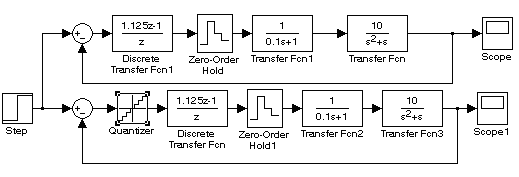 +
-
1.125z-1
z
1
0.1s+1
10
s²+s
Discrete
Transfer Fcn1
Zero-Order
Hold
Transfer Fcn1
Transfer Fcn
Scope
Step
+
-
Quantizer
1.125z-1
z
1
0.1s+1
10
s²+s
Discrete
Transfer Fcn
Zero-Order
Hold1
Transfer Fcn2
Transfer Fcn3
Scope1